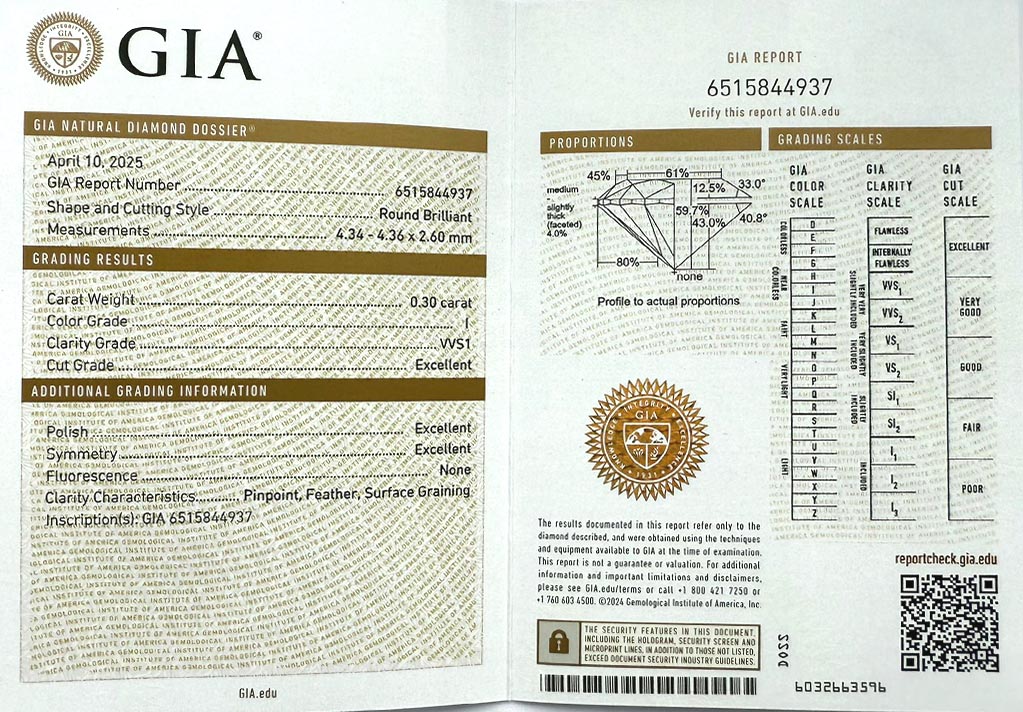 GIA®
GIA NATURAL DIAMOND DOSSIER®
April 10, 2025
GIA Report Number 6515844937
Shape and Cutting Style Round Brilliant
Measurements 4.34 - 4.36 x 2.60 mm
GRADING RESULTS
Carat Weight 0.30 carat
Color Grade I
Clarity Grade VVS1
Cut Grade Excellent
ADDITIONAL GRADING INFORMATION
Polish Excellent
Symmetry Excellent
Fluorescence None
Clarity Characteristics Pinpoint, Feather, Surface Graining
Inscription(s): GIA 6515844937
GIA.edu
GIA REPORT
6515844937
Verify this report at GIA.edu
PROPORTIONS
45%
61%
12.5%
33.0°
medium
-
slightly
thick
(faceted)
4.0%
59.7%
43.0%
40.8°
80%
none
Profile to actual proportions
INTEGRITY
GIA
The results documented in this report refer only to the
diamond described, and were obtained using the techniques
and equipment available to GIA at the time of examination.
This report is not a guarantee or valuation. For additional
information and important limitations and disclaimers,
please see GIA.edu/terms or call +1 800 421 7250 or
+1 760 603 4500. ©2024 Gemological Institute of America, Inc.
THE SECURITY FEATURES IN THIS DOCUMENT,
INCLUDING THE HOLOGRAM, SECURITY SCREEN AND
MICROPRINT LINES, IN ADDITION TO THOSE NOT LISTED,
EXCEED DOCUMENT SECURITY INDUSTRY GUIDELINES.
GRADING SCALES
GIA
COLOR
SCALE
COLORLESS
D
E
F
NEAR
COLORLESS
G
H
I
J
FAINT
K
L
M
VERY LIGHT
N
O
P
Q
R
LIGHT
S
T
U
V
W
X
Y
Z
GIA
CLARITY
SCALE
FLAWLESS
INTERNALLY
FLAWLESS
VERY VERY
SLIGHTLY INCLUDED
VVS1
VVS2
VERY SLIGHTLY
INCLUDED
VS1
VS2
SLIGHTLY
INCLUDED
SI1
SI2
INCLUDED
I1
I2
I3
GIA
CUT
SCALE
EXCELLENT
VERY
GOOD
GOOD
FAIR
POOR
reportcheck.gia.edu
6032663596